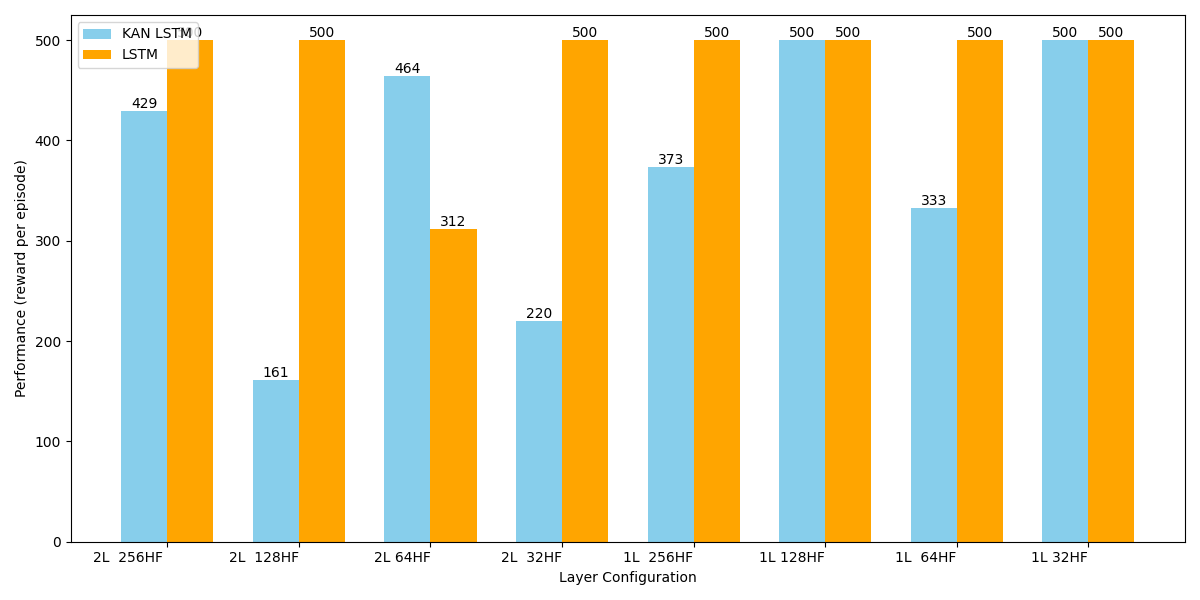 KAN LSTM
LSTM
Performance (reward per episode)
500
400
300
200
100
0
429
500
161
500
464
312
220
500
373
500
500
500
333
500
500
500
2L 256HF
2L 128HF
2L 64HF
2L 32HF
1L 256HF
1L 128HF
1L 64HF
1L 32HF
Layer Configuration